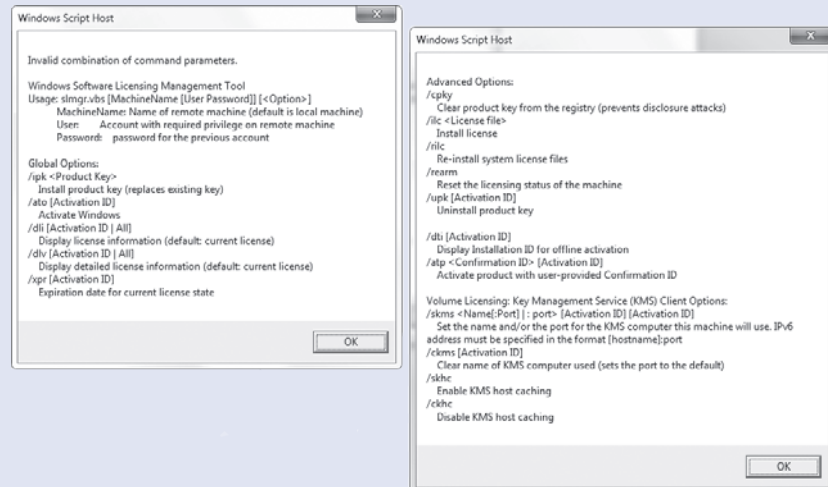 Windows Script Host
Invalid combination of command parameters.
Windows Software Licensing Management Tool
Usage: slmgr.vbs [MachineName [User Password]] [<Option>]
MachineName: Name of remote machine (default is local machine)
User: Account with required privilege on remote machine
Password: password for the previous account
Global Options:
/ipk <Product Key>
Install product key (replaces existing key)
/ato [Activation ID]
Activate Windows
/dli [Activation ID | All]
Display license information (default: current license)
/dlv [Activation ID | All]
Display detailed license information (default: current license)
/xpr [Activation ID]
Expiration date for current license state
OK
Windows Script Host
Advanced Options:
/cpky
Clear product key from the registry (prevents disclosure attacks)
/ilc <License file>
Install license
/rilc
Re-install system license files
/rearm
Reset the licensing status of the machine
/upk [Activation ID]
Uninstall product key
/dti [Activation ID]
Display Installation ID for offline activation
/atp <Confirmation ID> [Activation ID]
Activate product with user-provided Confirmation ID
Volume Licensing: Key Management Service (KMS) Client Options:
/skms <Name[:Port] | : port> [Activation ID] [Activation ID]
Set the name and/or the port for the KMS computer this machine will use. IPv6
address must be specified in the format [hostname]:port
/ckms [Activation ID]
Clear name of KMS computer used (sets the port to the default)
/skhc
Enable KMS host caching
/ckhc
Disable KMS host caching
OK